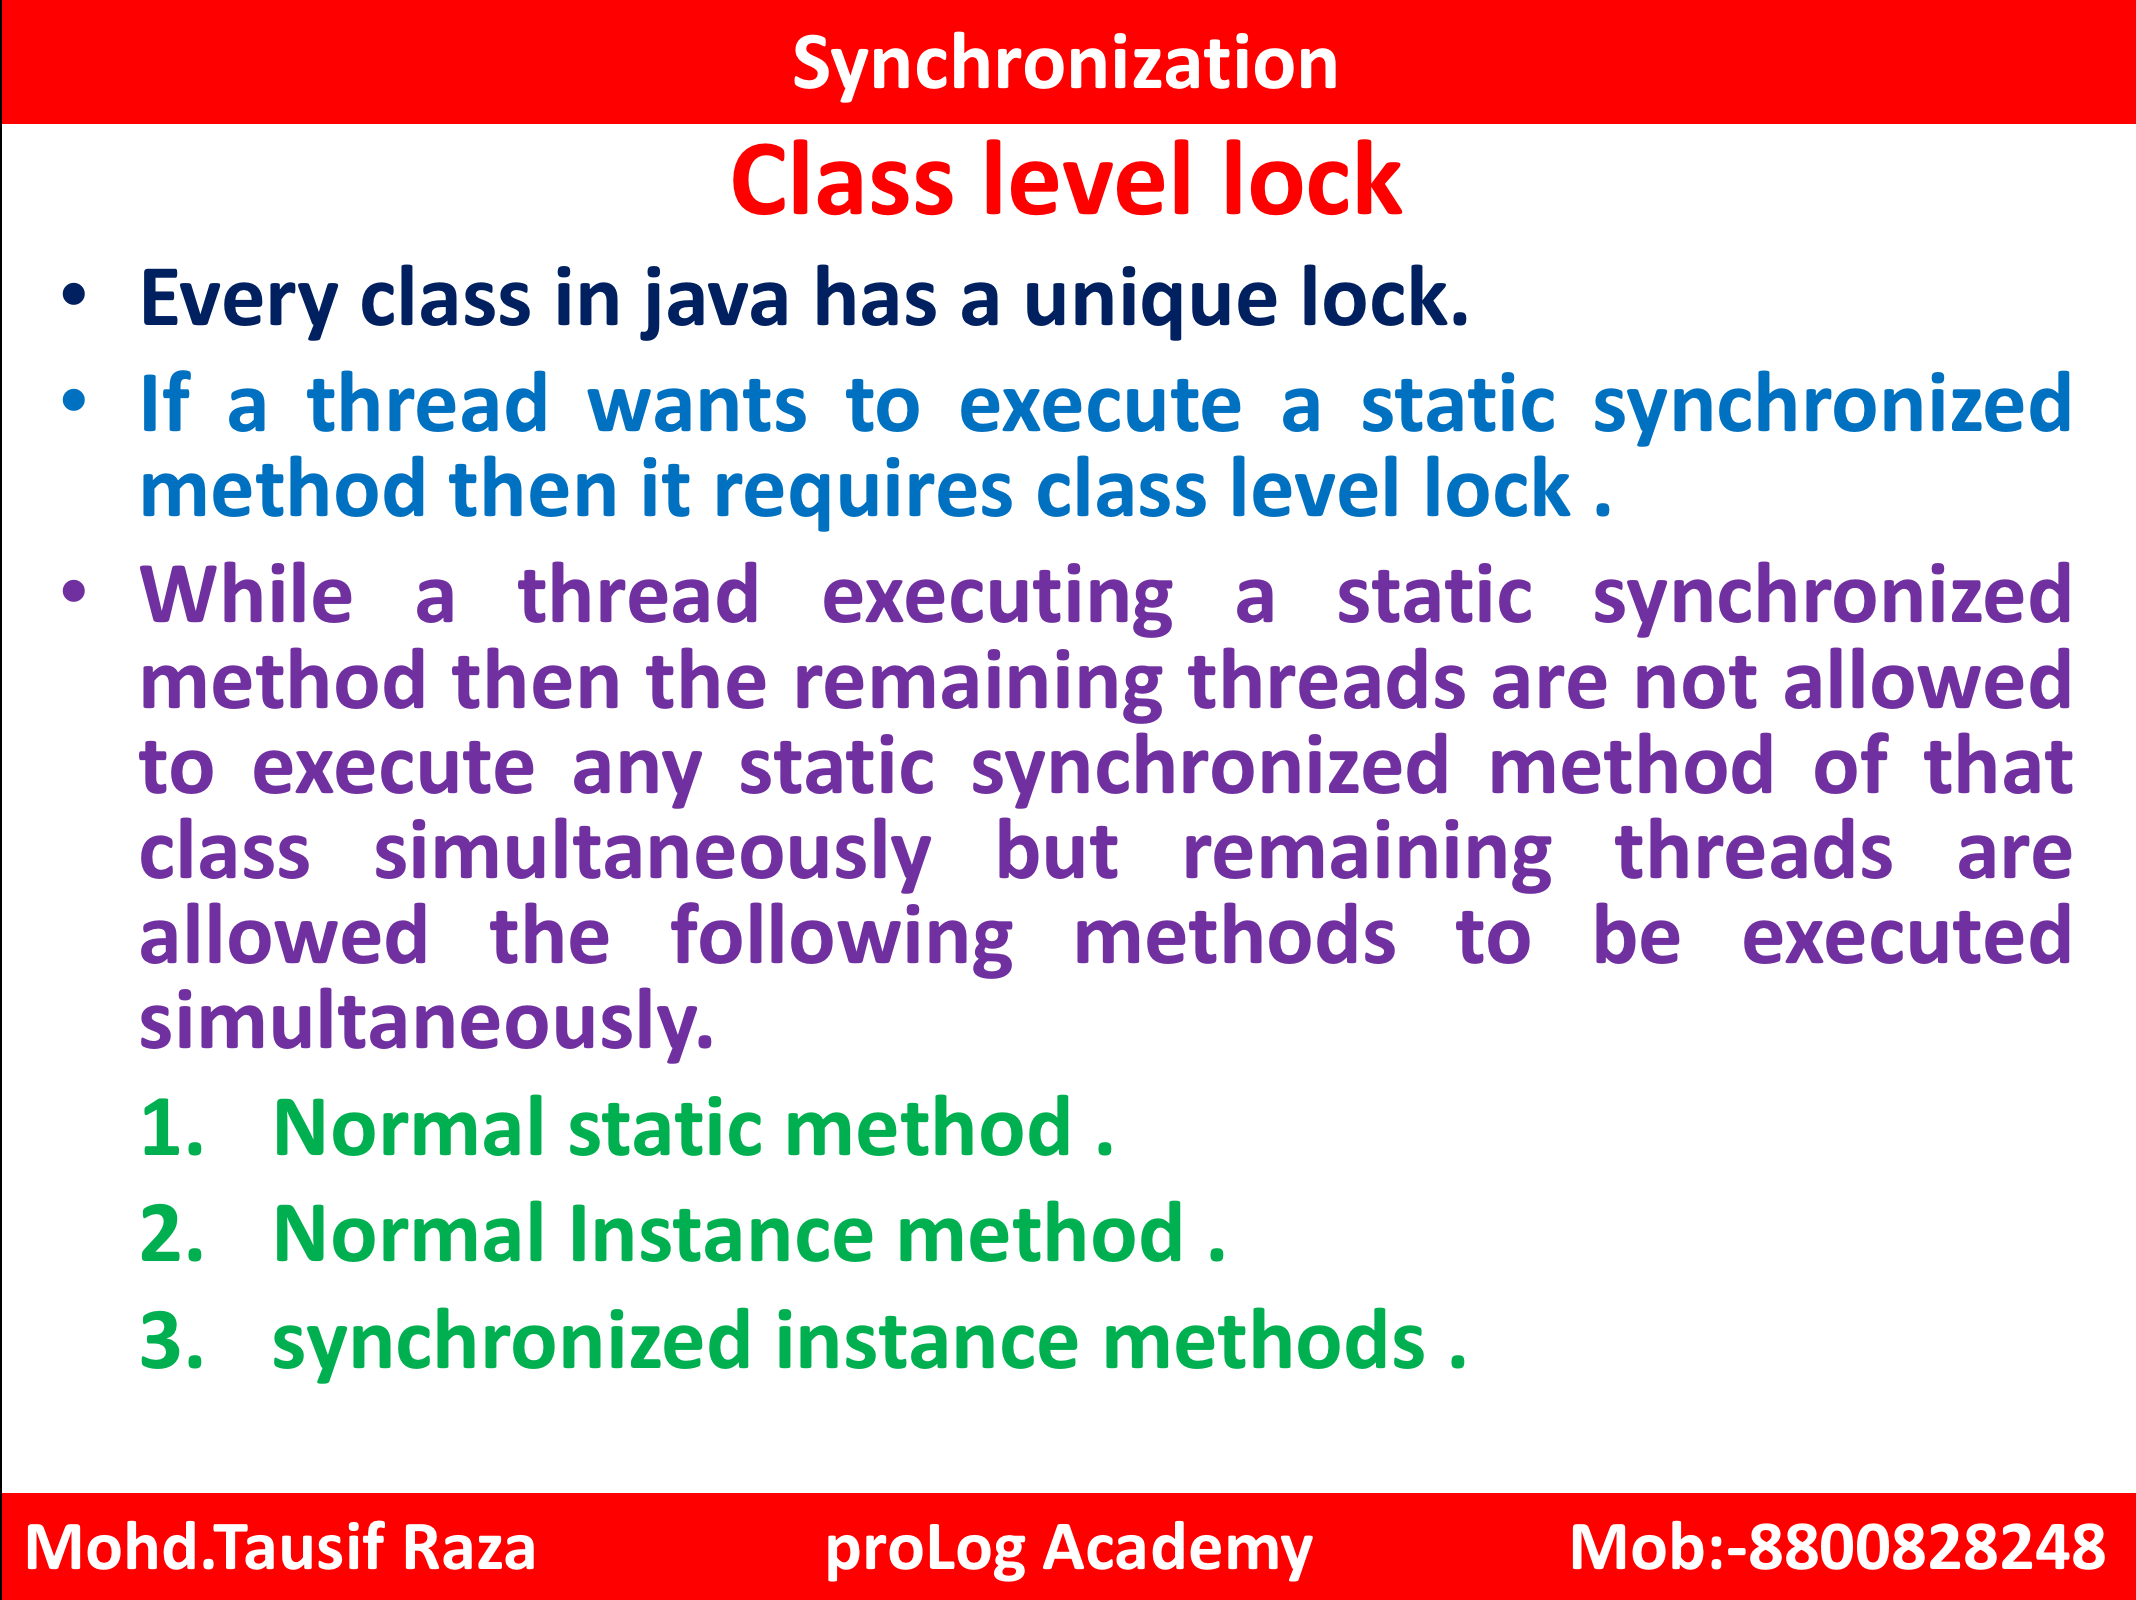 Synchronization
Class level lock
• Every class in java has a unique lock.
• If a thread wants to execute a static synchronized
method then it requires class level lock .
• While a thread executing a static synchronized
method then the remaining threads are not allowed
to execute any static synchronized method of that
class simultaneously but remaining threads are
allowed the following methods to be executed
simultaneously.
1. Normal static method .
2. Normal Instance method .
3. synchronized instance methods .
Mohd.Tausif Raza proLog Academy Mob:-8800828248